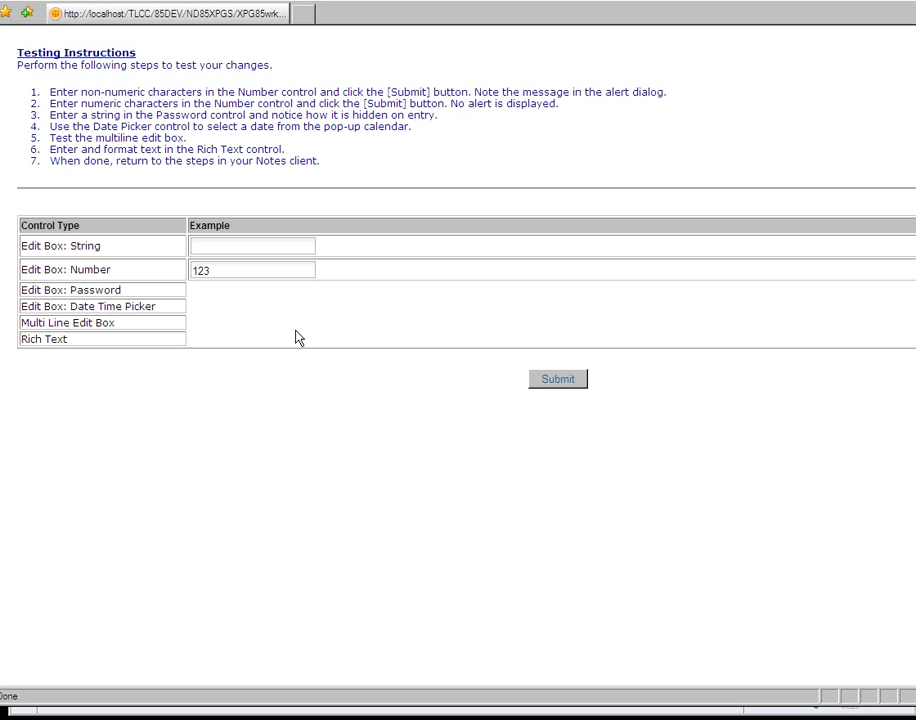 http://localhost/TLCC/85DEV/ND85XPGS/XPG85wrk...
Testing Instructions
Perform the following steps to test your changes.
1. Enter non-numeric characters in the Number control and click the [Submit] button. Note the message in the alert dialog.
2. Enter numeric characters in the Number control and click the [Submit] button. No alert is displayed.
3. Enter a string in the Password control and notice how it is hidden on entry.
4. Use the Date Picker control to select a date from the pop-up calendar.
5. Test the multiline edit box.
6. Enter and format text in the Rich Text control.
7. When done, return to the steps in your Notes client.
Control Type Example
Edit Box: String
Edit Box: Number 123
Edit Box: Password
Edit Box: Date Time Picker
Multi Line Edit Box
Rich Text
Submit
Done